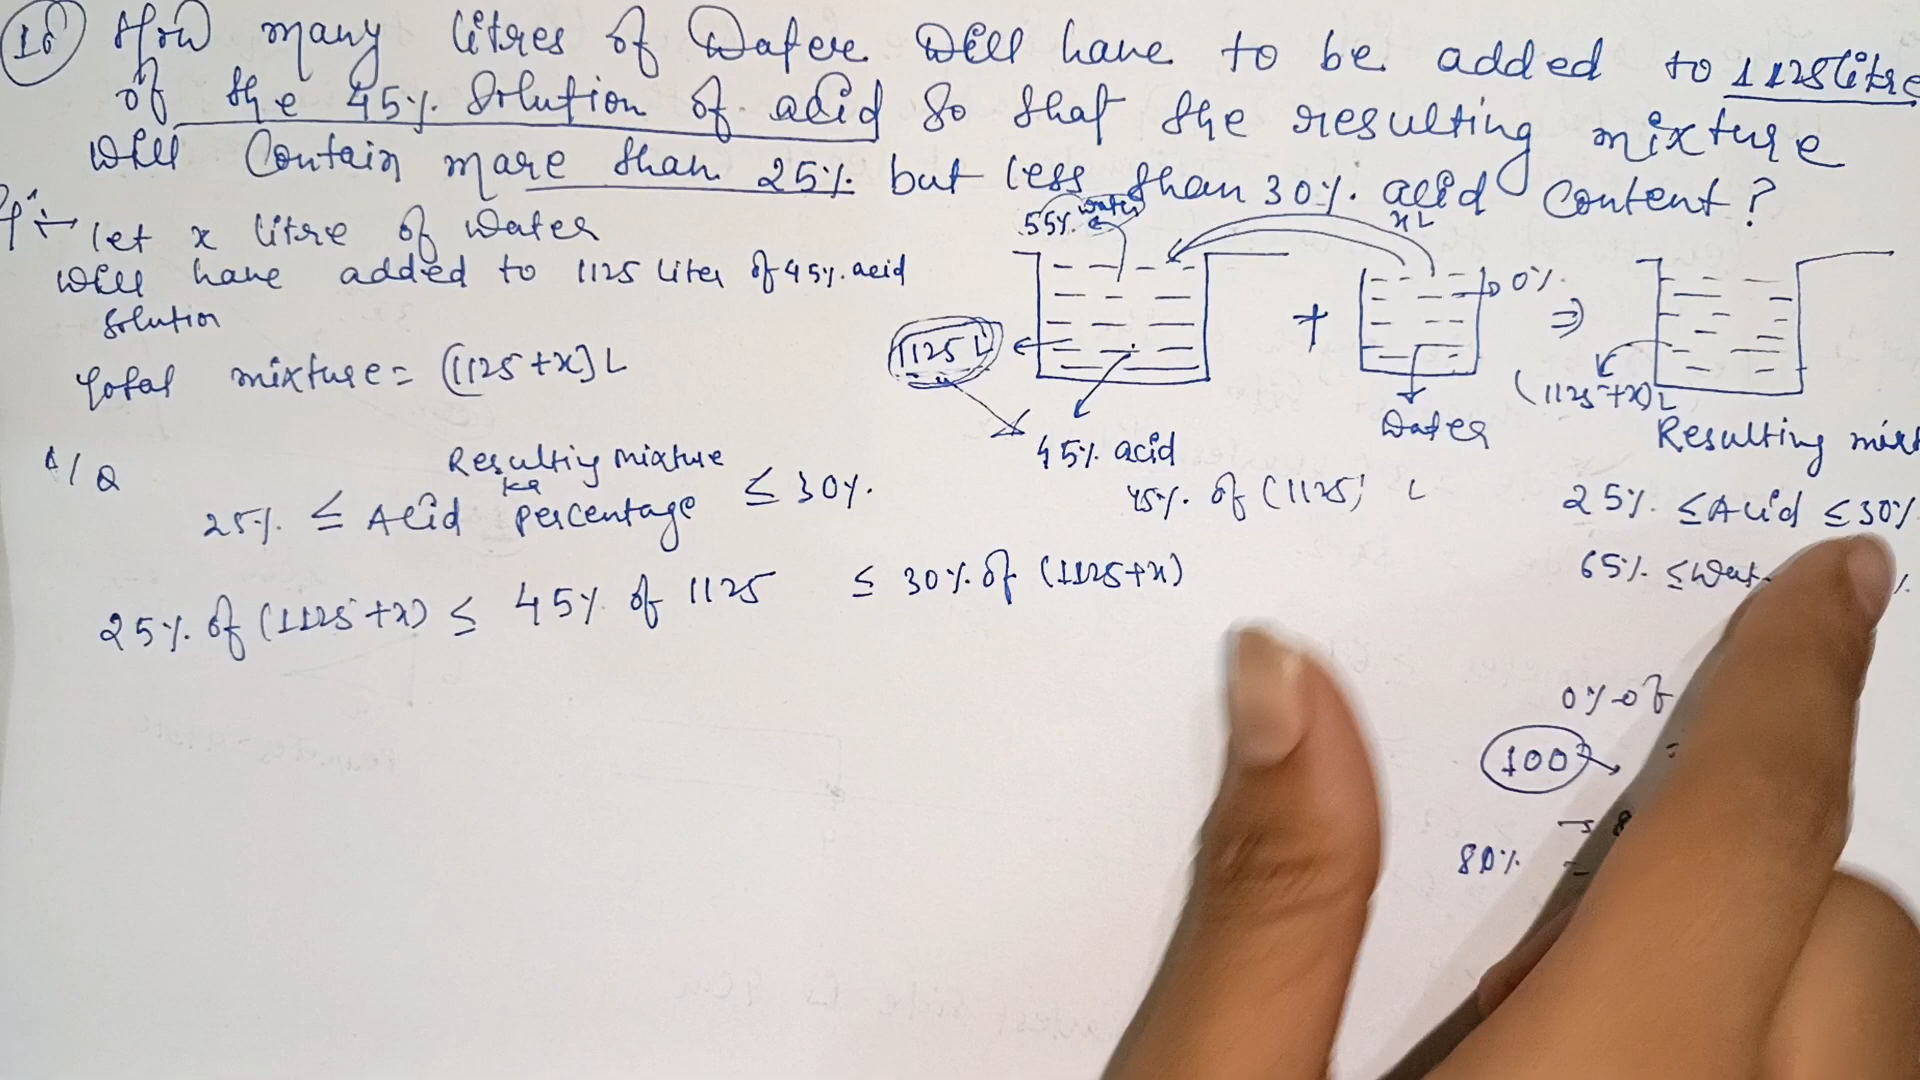 16 How many litres of water will have to be added to 1125 litre
of the 45% solution of acid so that the resulting mixture
will contain more than 25% but less than 30% acid content?
let x litre of water
will have added to 1125 liter of 45% acid
solution
Total mixture = (1125+x) L
A/Q
Resulting mixture
ka
25% ≤ Acid percentage ≤ 30%.
25% of (1125+x) ≤ 45% of 1125 ≤ 30% of (1125+x)
55% water
1125 L
45% acid
45% of (1125) L
+
x L
0%
water
⇒
(1125+x) L
Resulting
25% ≤ Acid ≤ 30%
65% ≤
0% of
100
80%